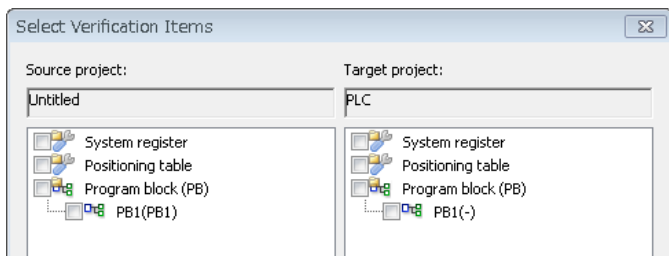 Select Verification Items
Source project:
Untitled
System register
Positioning table
Program block (PB)
PB1(PB1)
Target project:
PLC
System register
Positioning table
Program block (PB)
PB1(-)